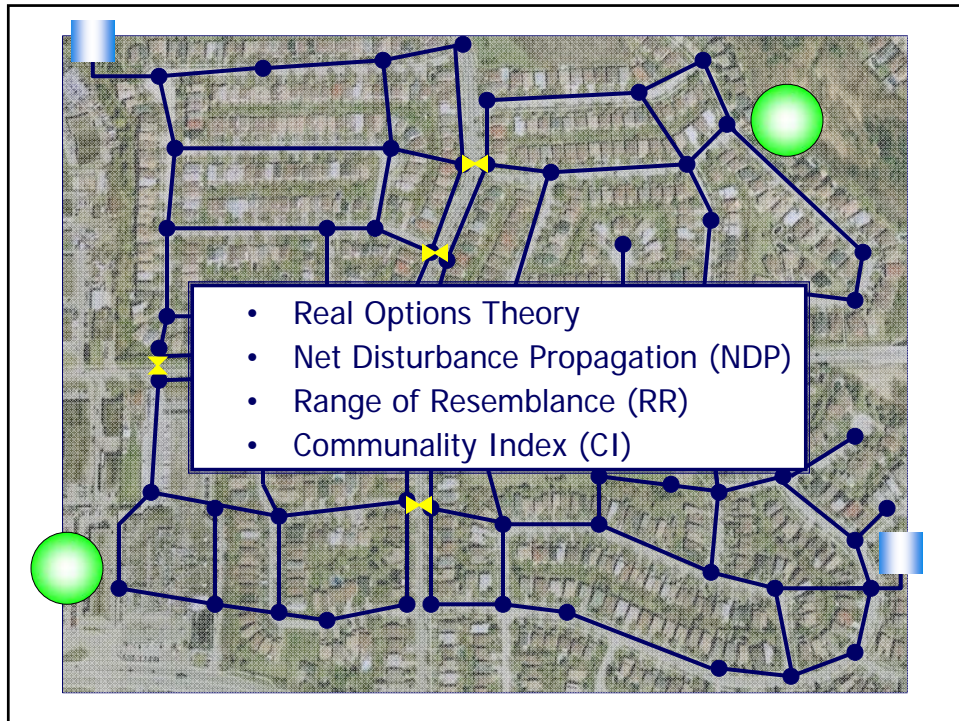 • Real Options Theory
• Net Disturbance Propagation (NDP)
• Range of Resemblance (RR)
• Communality Index (CI)